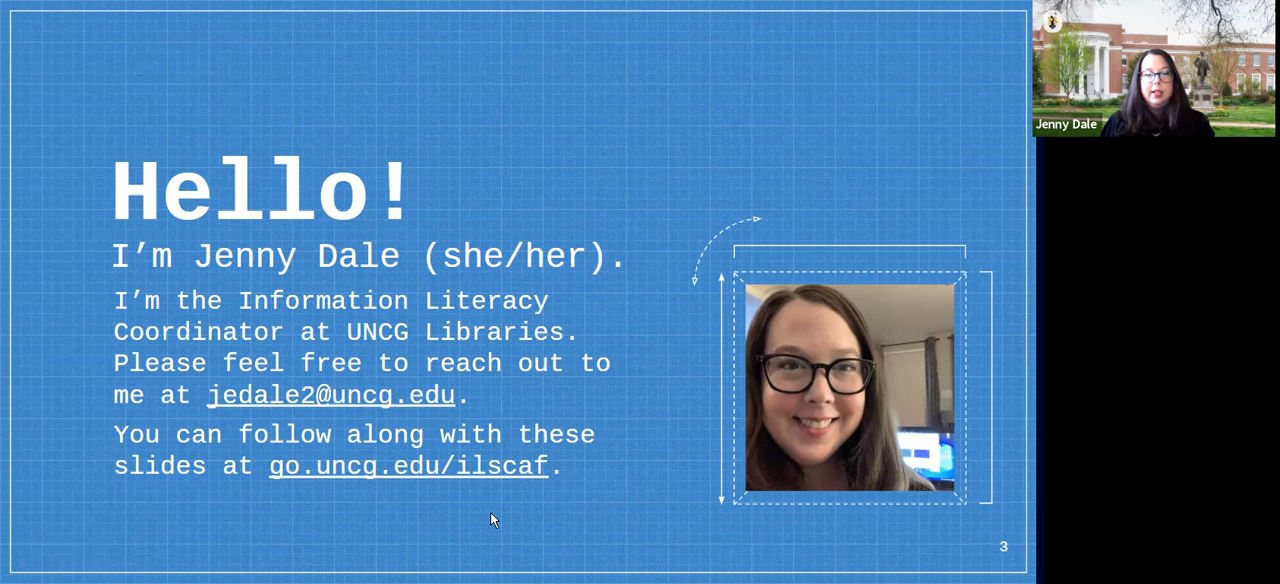 Hello!
I’m Jenny Dale (she/her).
I’m the Information Literacy
Coordinator at UNCG Libraries.
Please feel free to reach out to
me at jedale2@uncg.edu.
You can follow along with these
slides at go.uncg.edu/ilscaf.
3
Jenny Dale